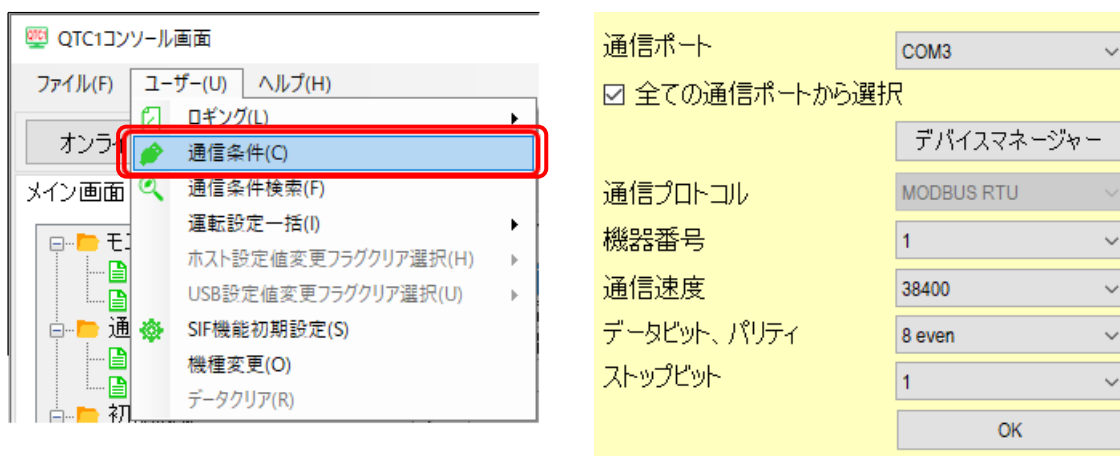 QTC1コンソール画面
ファイル(F) ユーザー(U) ヘルプ(H)
ロギング(L)
オンライ
通信条件(C)
メイン画面
通信条件検索(F)
運転設定一括(I)
モニ
ホスト設定値変更フラグクリア選択(H)
USB設定値変更フラグクリア選択(U)
通
SIF機能初期設定(S)
機種変更(O)
データクリア(R)
初
通信ポート COM3
全ての通信ポートから選択
デバイスマネージャー
通信プロトコル MODBUS RTU
機器番号 1
通信速度 38400
データビット、パリティ 8 even
ストップビット 1
OK